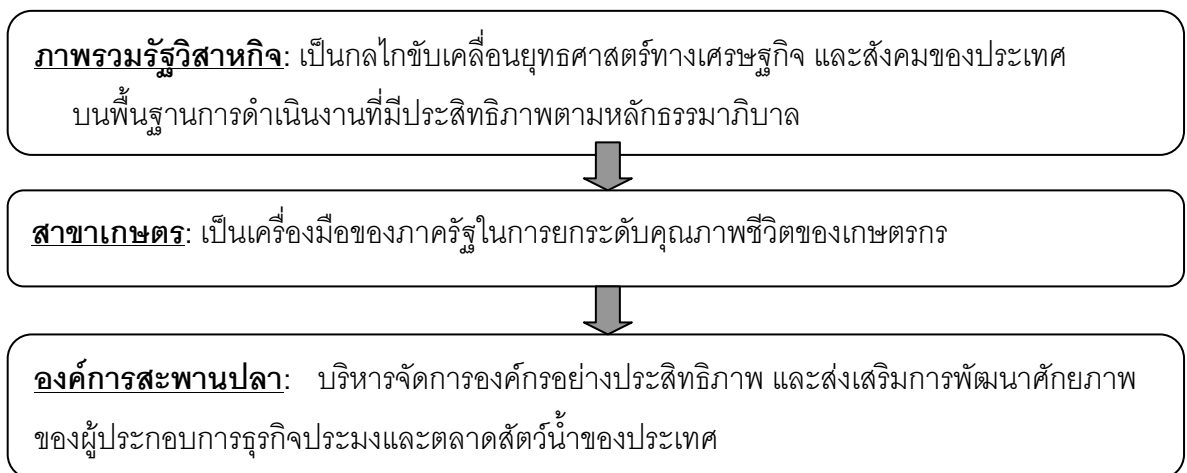 ภาพรวมรัฐวิสาหกิจ: เป็นกลไกขับเคลื่อนยุทธศาสตร์ทางเศรษฐกิจ และสังคมของประเทศ
บนพื้นฐานการดำเนินงานที่มีประสิทธิภาพตามหลักธรรมาภิบาล
สาขาเกษตร: เป็นเครื่องมือของภาครัฐในการยกระดับคุณภาพชีวิตของเกษตรกร
องค์การสะพานปลา: บริหารจัดการองค์กรอย่างประสิทธิภาพ และส่งเสริมการพัฒนาศักยภาพ
ของผู้ประกอบการธุรกิจประมงและตลาดสัตว์น้ำของประเทศ